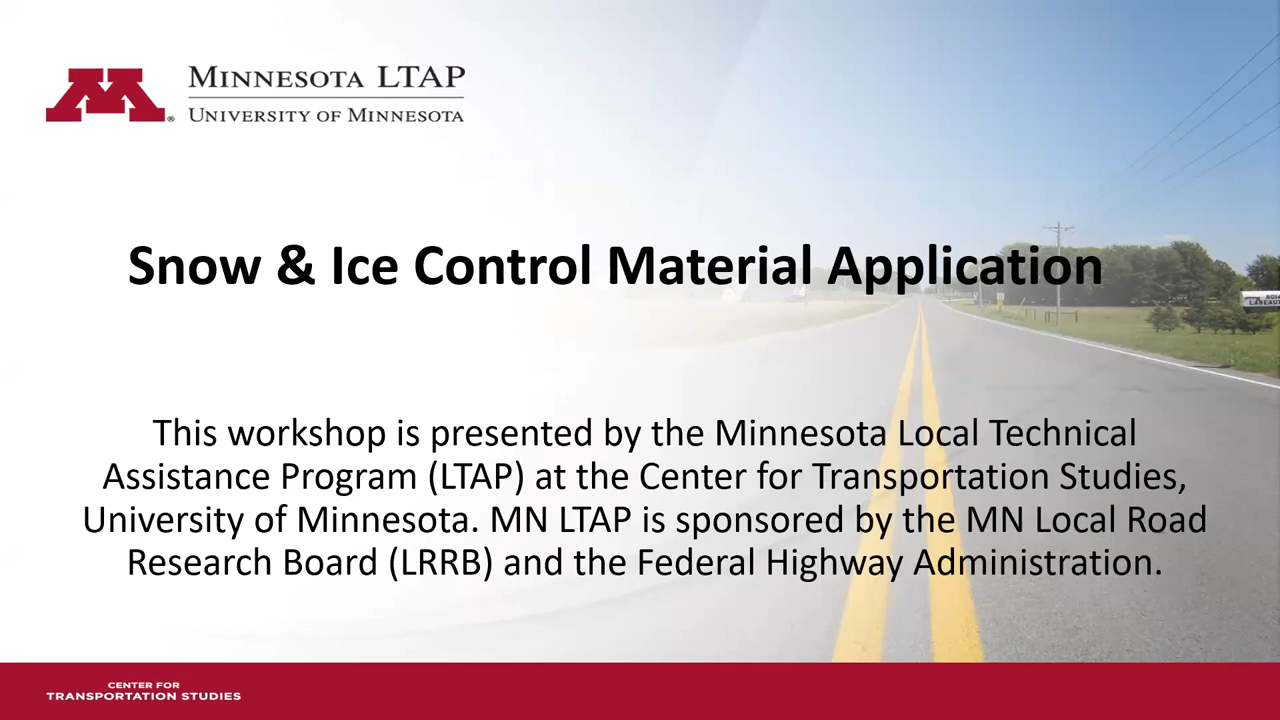 MINNESOTA LTAP
UNIVERSITY OF MINNESOTA
Snow & Ice Control Material Application
This workshop is presented by the Minnesota Local Technical
Assistance Program (LTAP) at the Center for Transportation Studies,
University of Minnesota. MN LTAP is sponsored by the MN Local Road
Research Board (LRRB) and the Federal Highway Administration.
CENTER FOR
TRANSPORTATION STUDIES